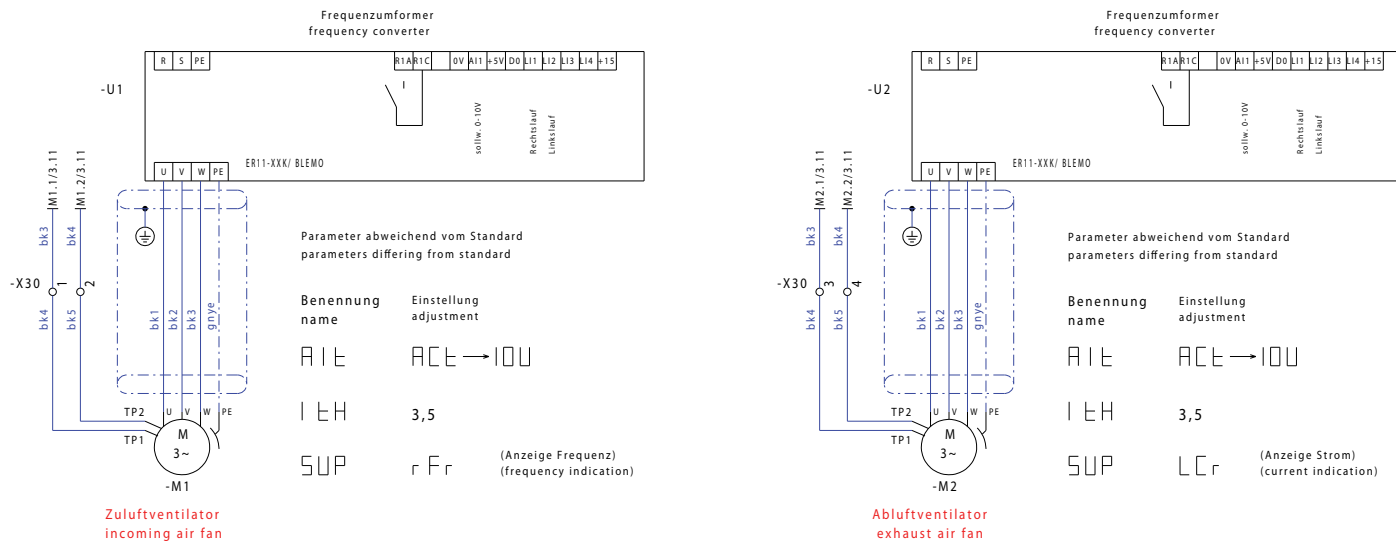 Frequenzumformer
frequency converter
R S PE
R1A R1C 0V AI1 +5V D0 LI1 LI2 LI3 LI4 +15
-U1
I
sollw. 0-10V
Rechtslauf
Linkslauf
ER11-XXK/ BLEMO
U V W PE
M1.1/3.11
M1.2/3.11
bk3
bk4
-X30
1
2
bk4
bk5
bk1
bk2
bk3
gnye
Parameter abweichend vom Standard
parameters differing from standard
Benennung
name
Einstellung
adjustment
AIt ACt 10U
ItH 3,5
SUP rFr
(Anzeige Frequenz)
(frequency indication)
TP2
TP1
U V W PE
M
3~
-M1
Zuluftventilator
incoming air fan
Frequenzumformer
frequency converter
R S PE
R1A R1C 0V AI1 +5V D0 LI1 LI2 LI3 LI4 +15
-U2
I
sollw. 0-10V
Rechtslauf
Linkslauf
ER11-XXK/ BLEMO
U V W PE
M2.1/3.11
M2.2/3.11
bk3
bk4
-X30
3
4
bk4
bk5
bk1
bk2
bk3
gnye
Parameter abweichend vom Standard
parameters differing from standard
Benennung
name
Einstellung
adjustment
AIt ACt 10U
ItH 3,5
SUP LCr
(Anzeige Strom)
(current indication)
TP2
TP1
U V W PE
M
3~
-M2
Abluftventilator
exhaust air fan